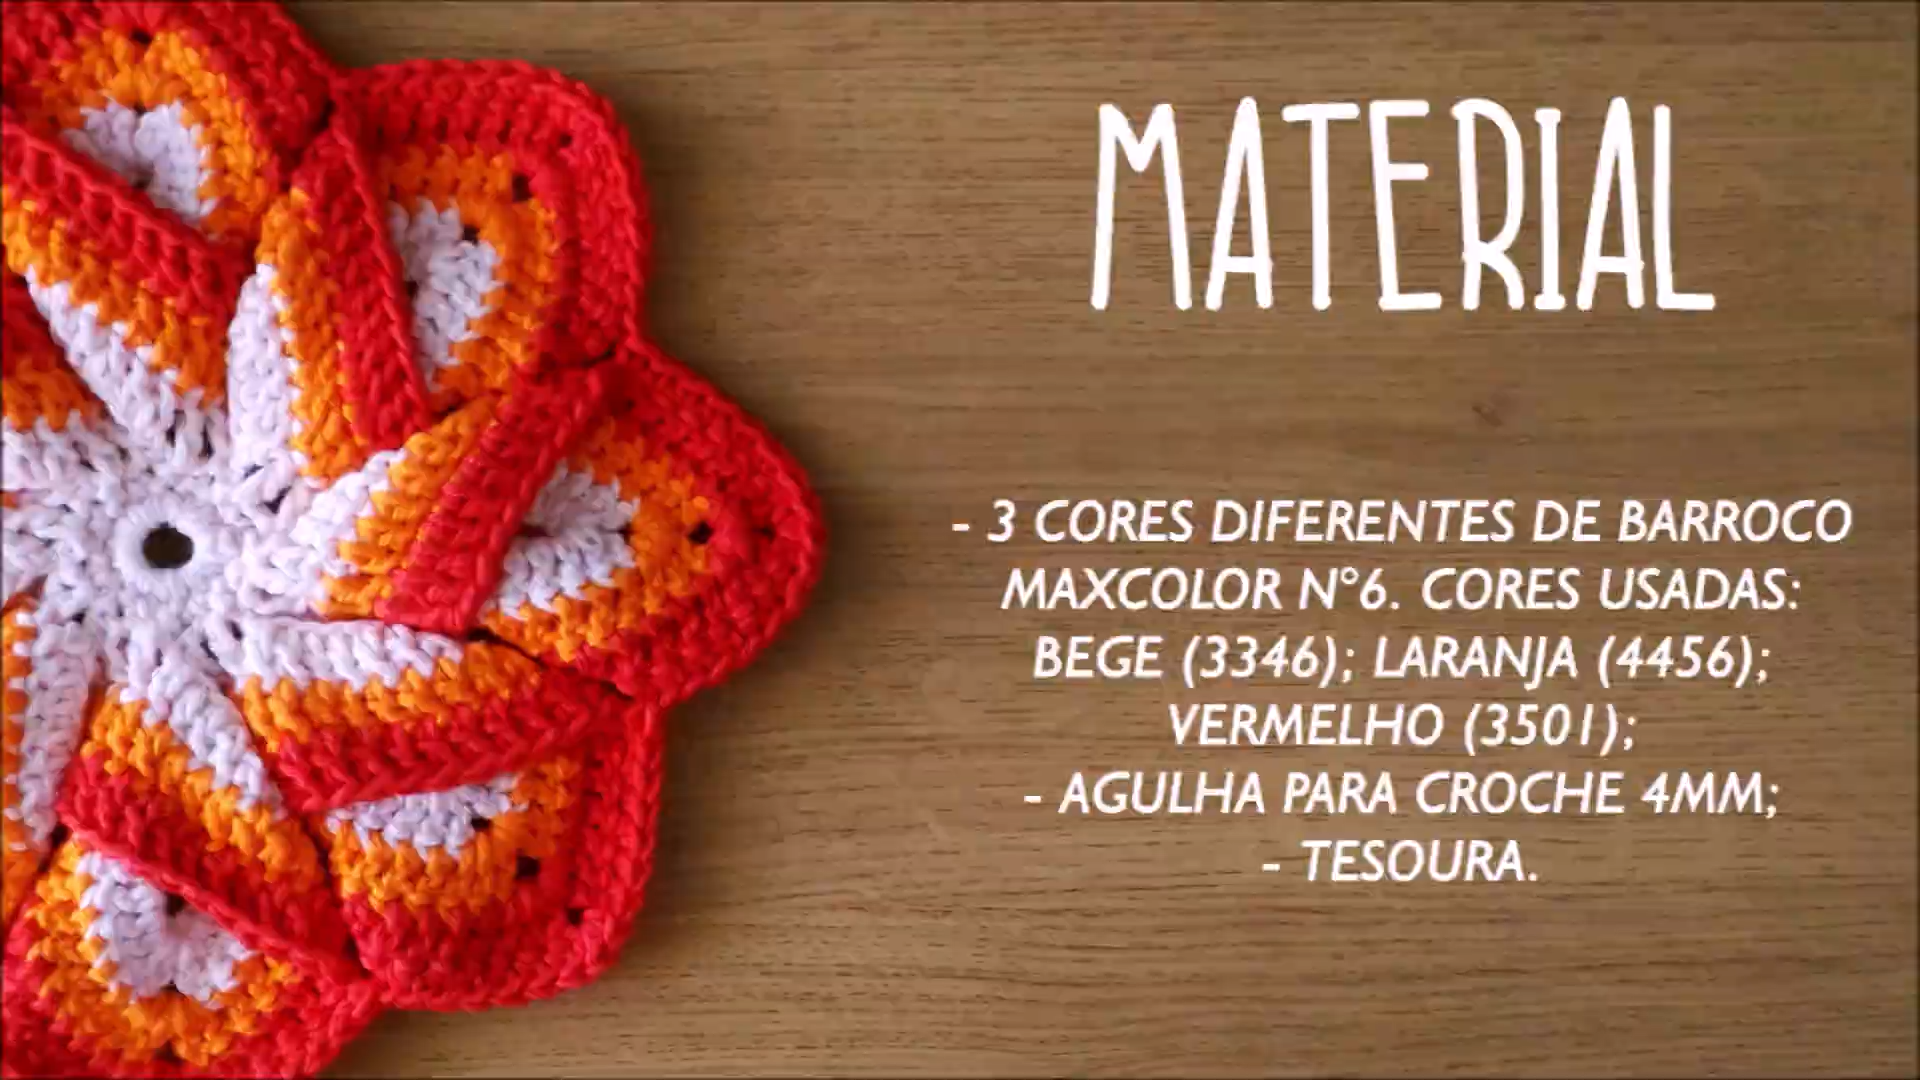 MATERIAL
- 3 CORES DIFERENTES DE BARROCO
MAXCOLOR N°6. CORES USADAS:
BEGE (3346); LARANJA (4456);
VERMELHO (3501);
- AGULHA PARA CROCHE 4MM;
- TESOURA.